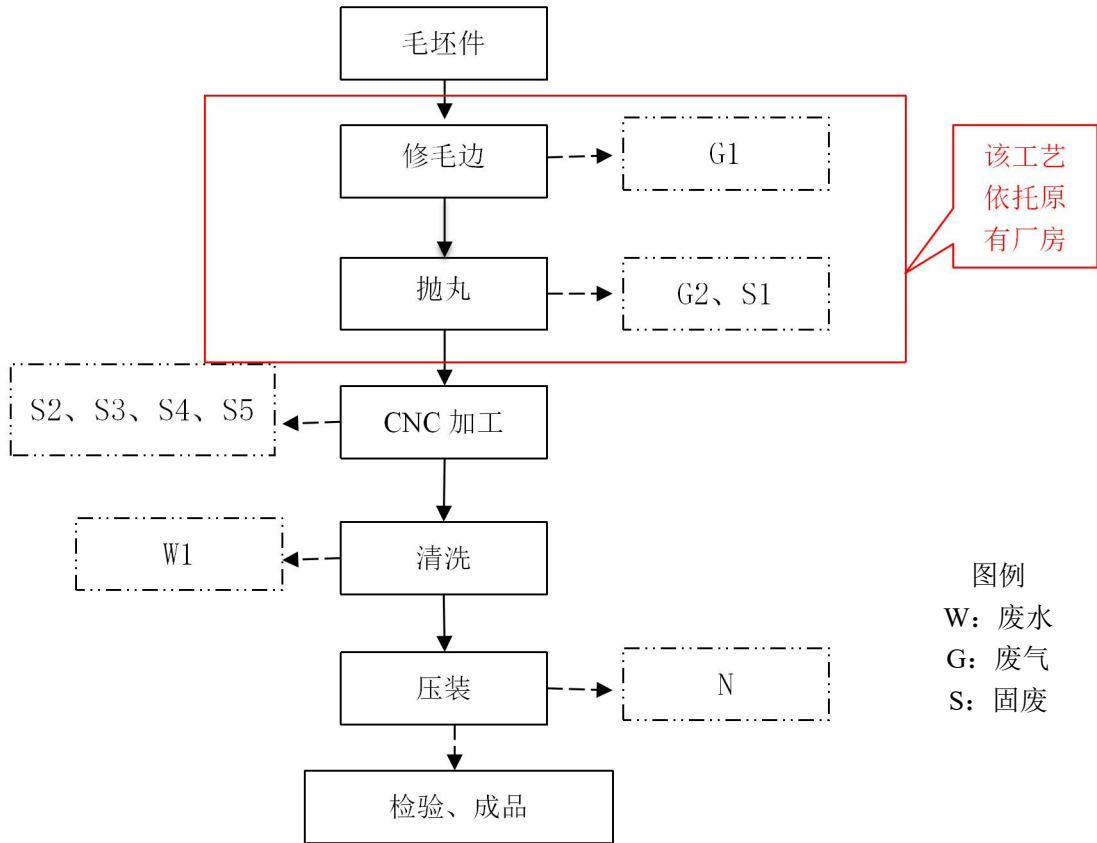 毛坯件
修毛边
G1
该工艺
依托原
有厂房
抛丸
G2、S1
S2、S3、S4、S5
CNC 加工
W1
清洗
压装
N
检验、成品
图例
W：废水
G：废气
S：固废